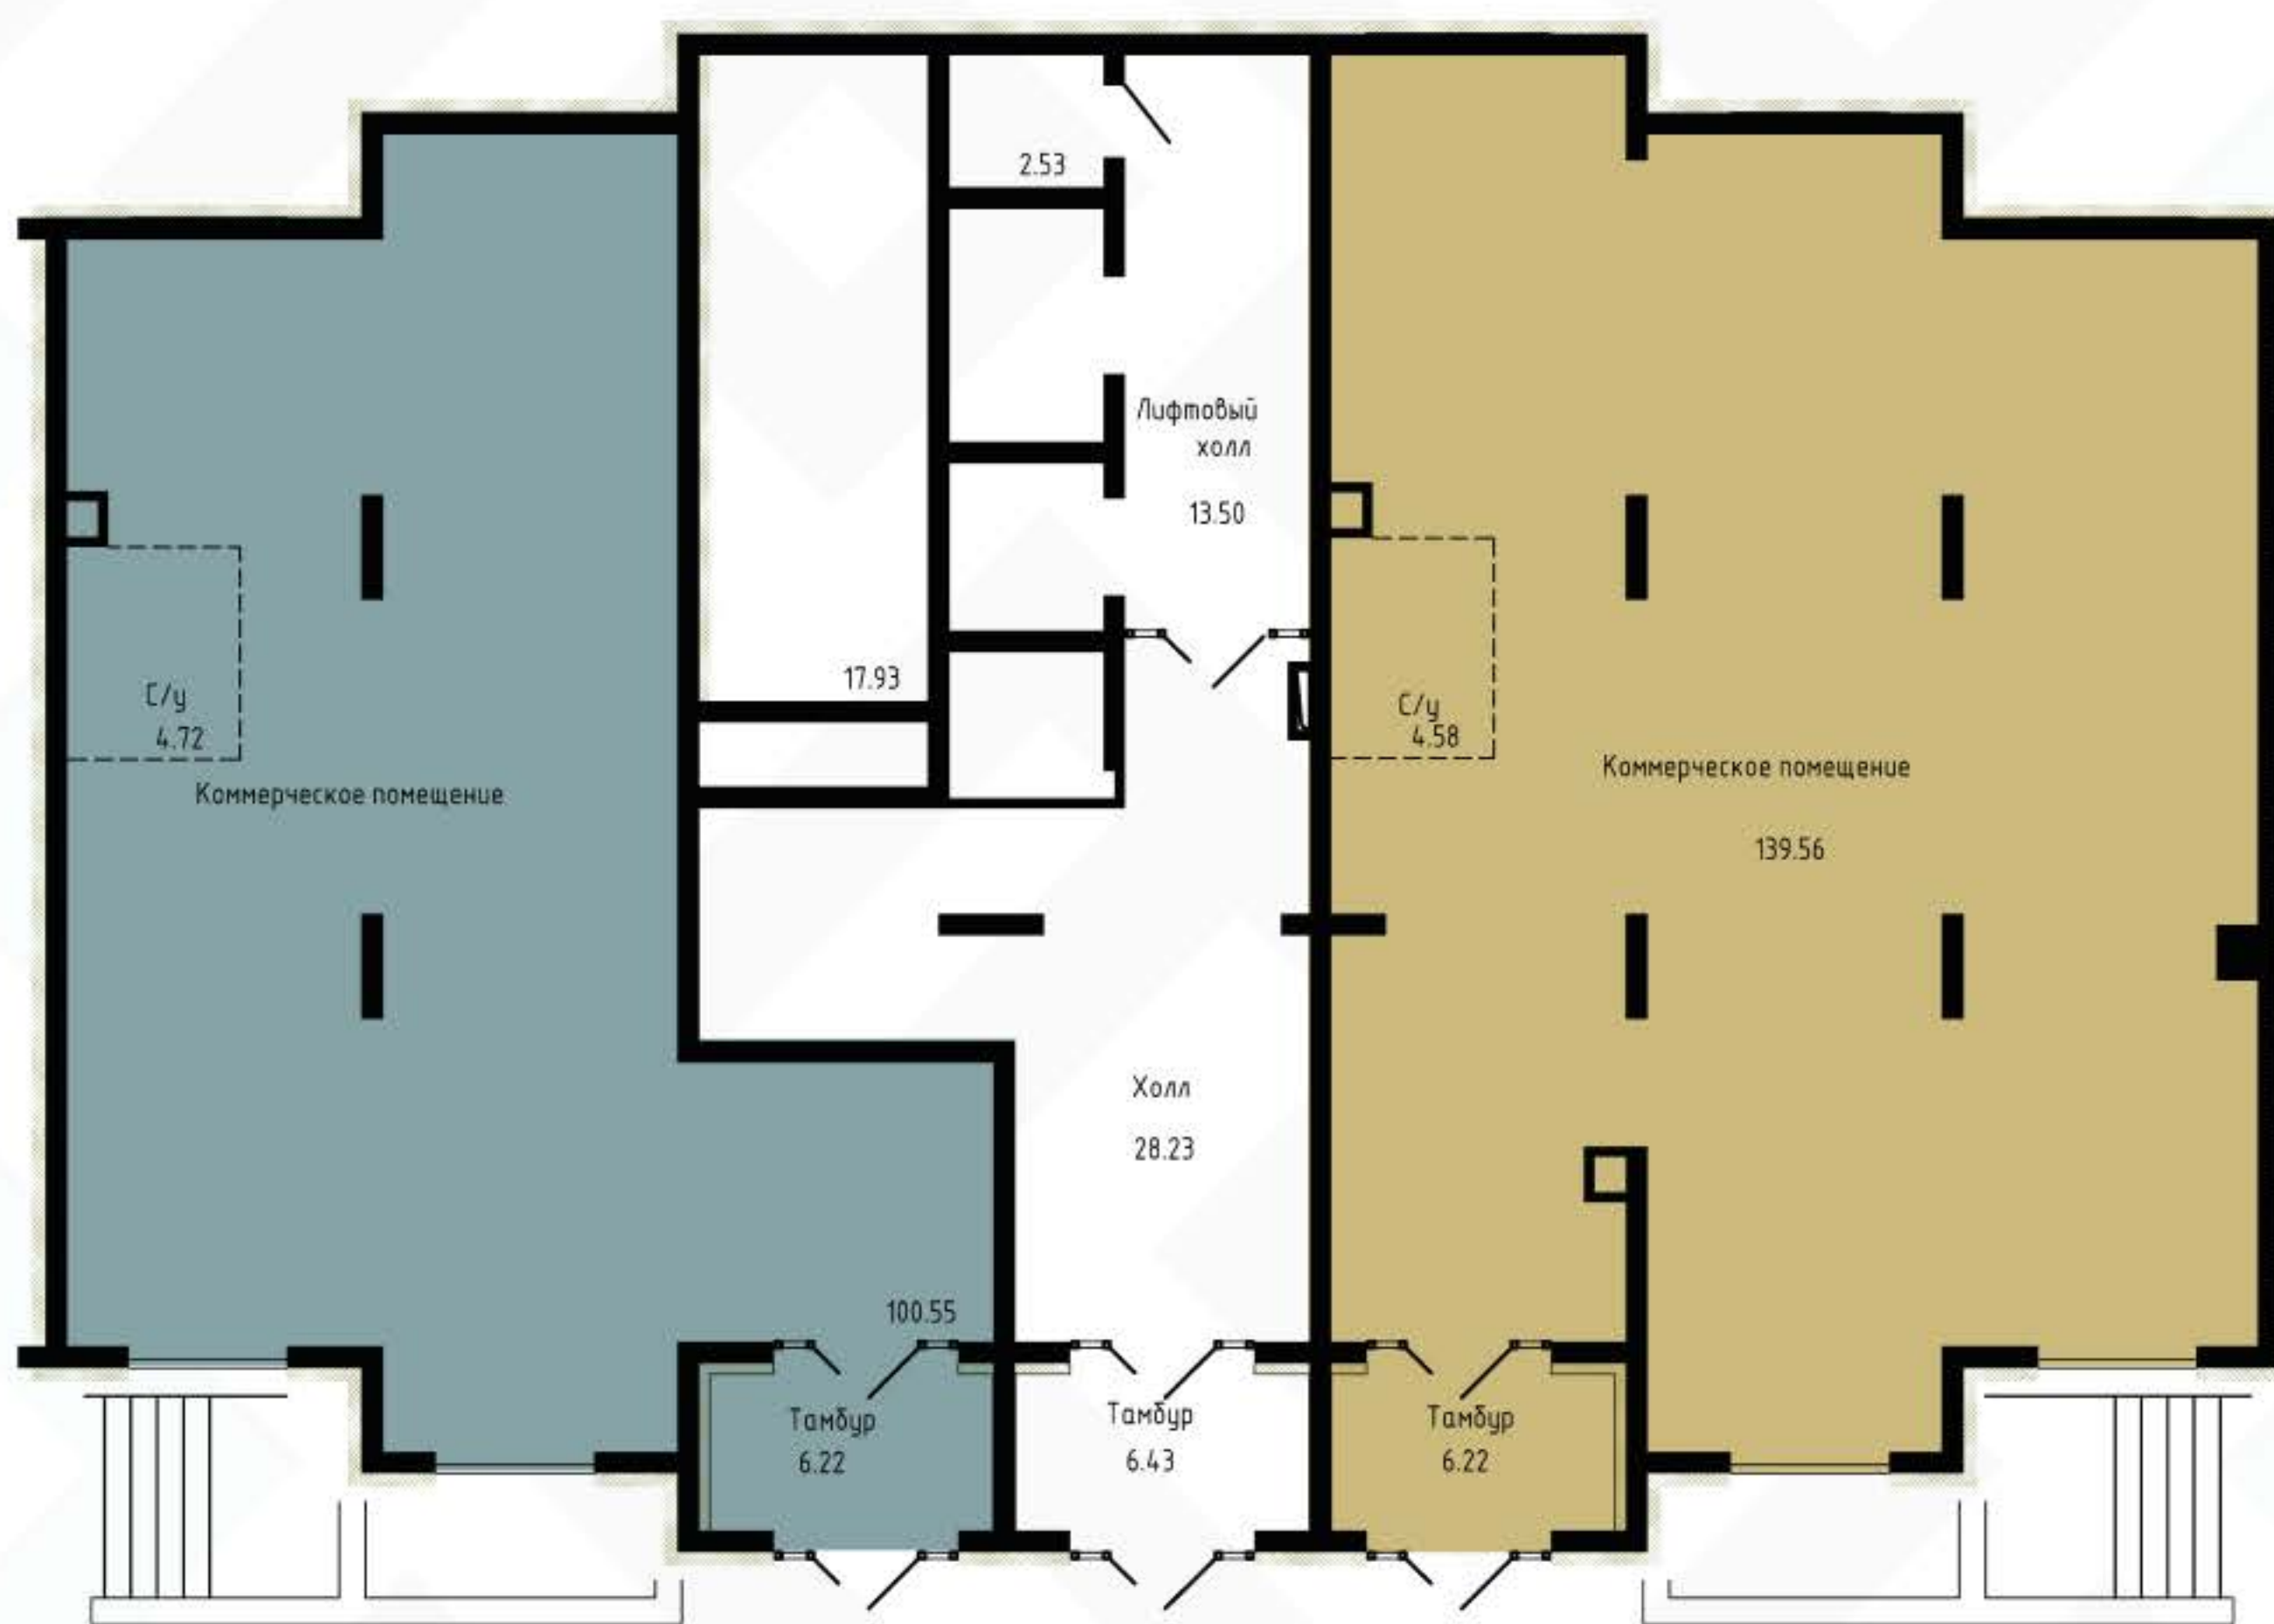 2.53
Лифтовый
холл
13.50
17.93
С/у
4.72
Коммерческое помещение
100.55
С/у
4.58
Коммерческое помещение
139.56
Холл
28.23
Тамбур
6.22
Тамбур
6.43
Тамбур
6.22